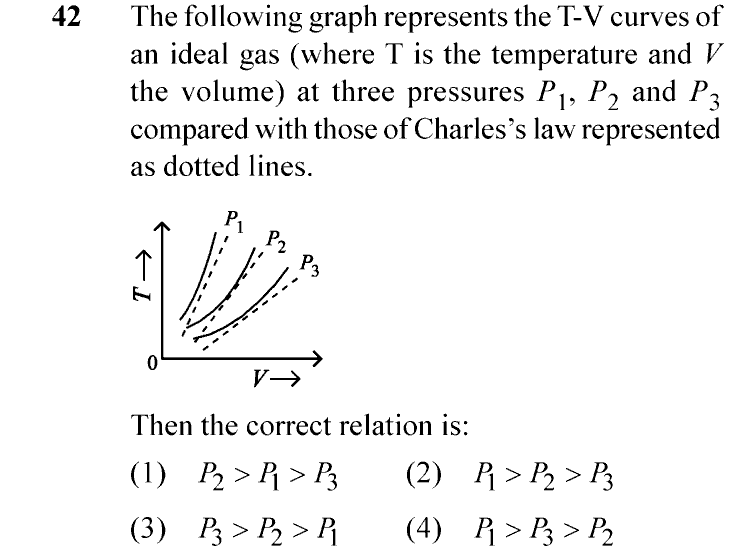 42 The following graph represents the T-V curves of
an ideal gas (where T is the temperature and V
the volume) at three pressures P₁, P₂ and P₃
compared with those of Charles's law represented
as dotted lines.
P₁
P₂
P₃
T →
0
V →
Then the correct relation is:
(1) P₂ > P₁ > P₃ (2) P₁ > P₂ > P₃
(3) P₃ > P₂ > P₁ (4) P₁ > P₃ > P₂